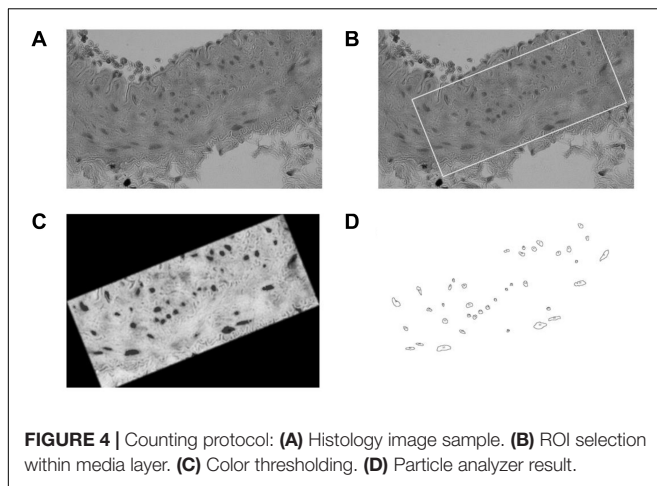 A
B
C
D
FIGURE 4 | Counting protocol: (A) Histology image sample. (B) ROI selection
within media layer. (C) Color thresholding. (D) Particle analyzer result.